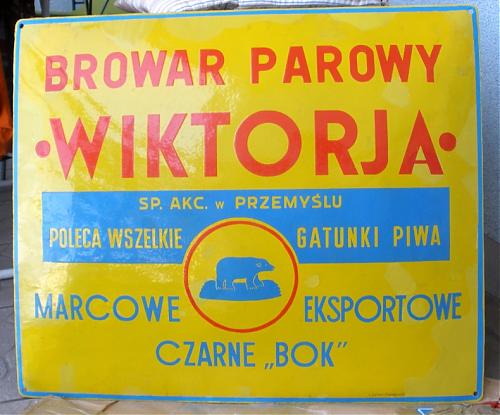 BROWAR PAROWY
•WIKTORJA•
SP. AKC. w PRZEMYŚLU
POLECA WSZELKIE GATUNKI PIWA
MARCOWE EKSPORTOWE
CZARNE „BOK”